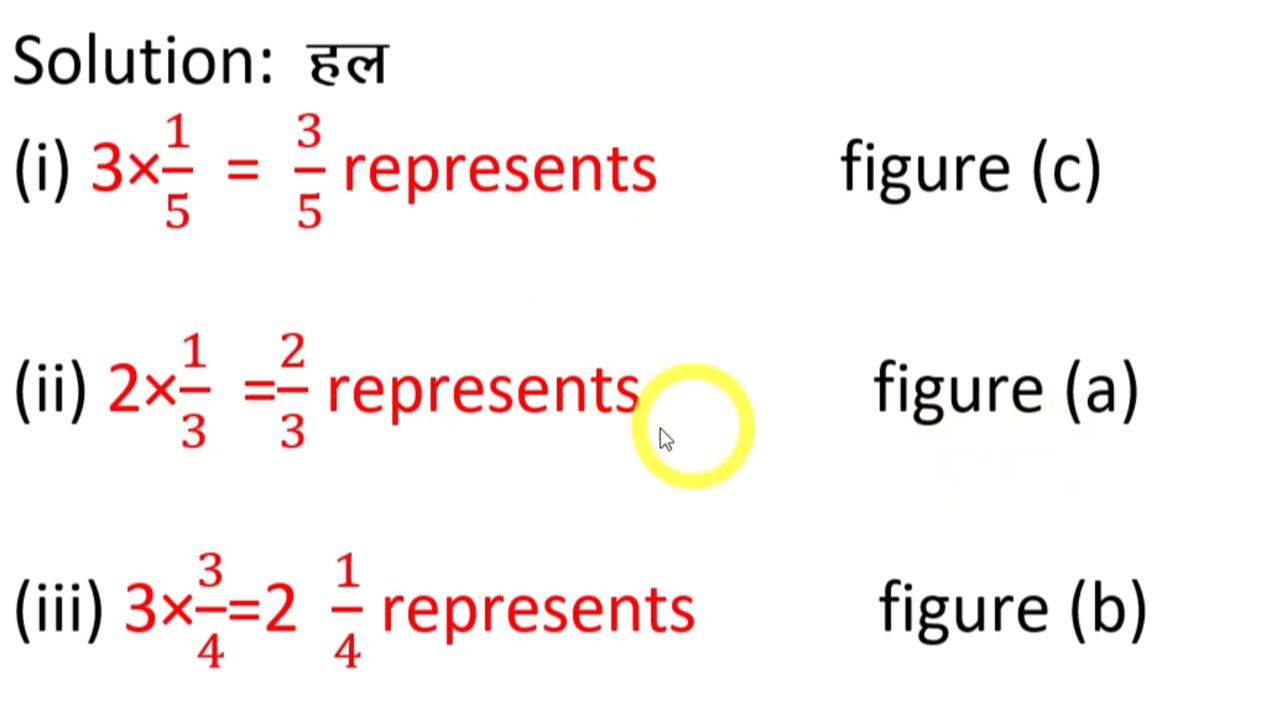 Solution: हल
(i) 3×1/5 = 3/5 represents figure (c)
(ii) 2×1/3 =2/3 represents figure (a)
(iii) 3×3/4=2 1/4 represents figure (b)